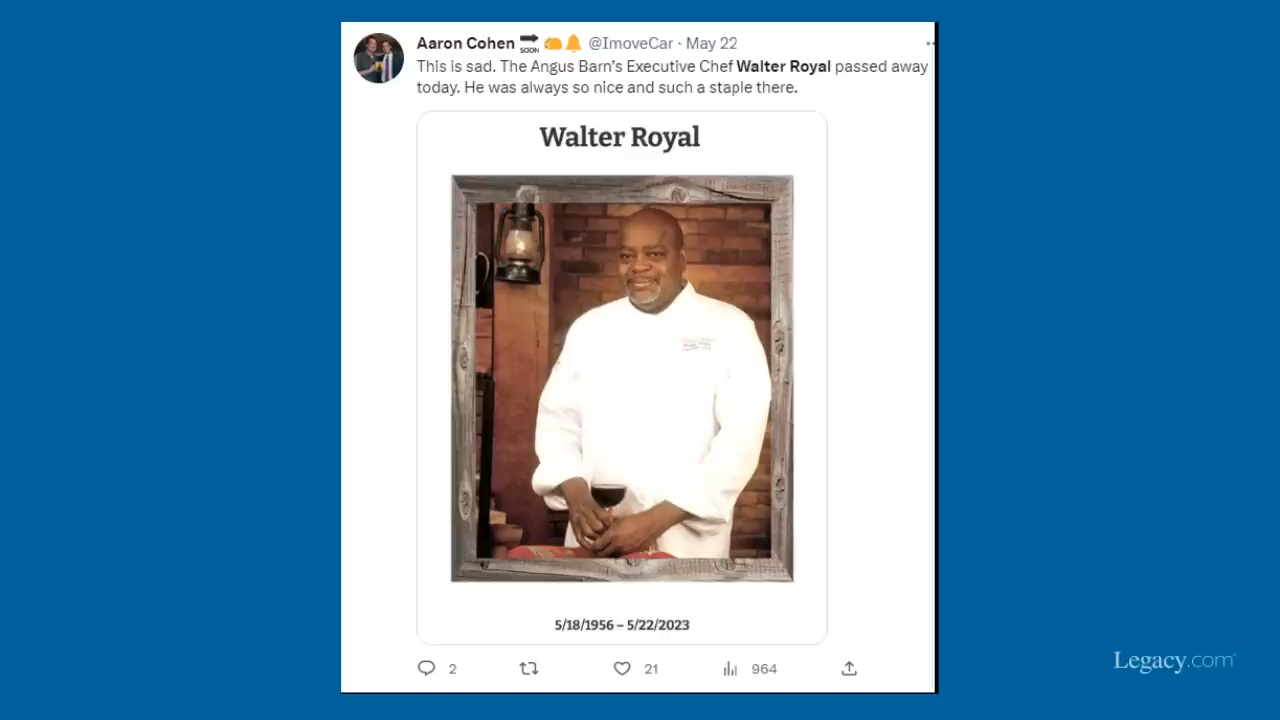 Aaron Cohen SOON @ImoveCar · May 22
This is sad. The Angus Barn’s Executive Chef Walter Royal passed away
today. He was always so nice and such a staple there.
Walter Royal
5/18/1956 – 5/22/2023
2 21 964
Legacy.com